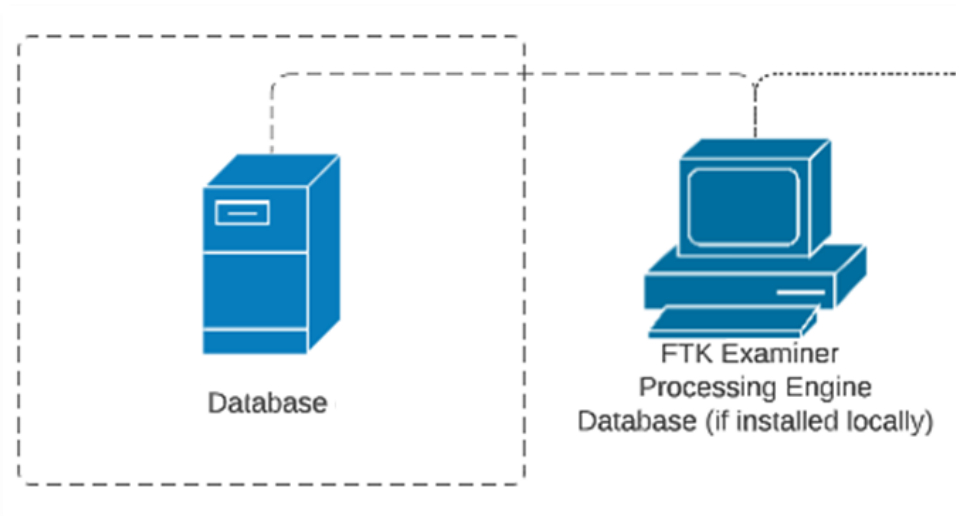 Database
FTK Examiner
Processing Engine
Database (if installed locally)